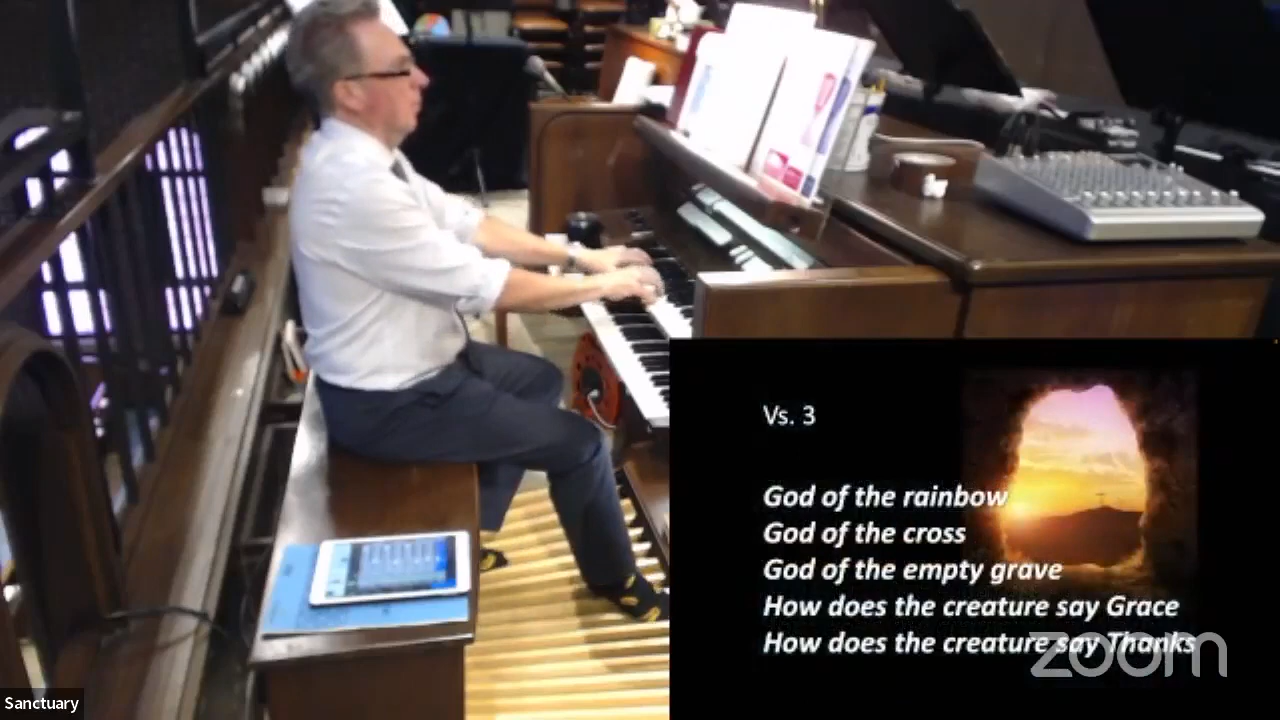 Vs. 3
God of the rainbow
God of the cross
God of the empty grave
How does the creature say Grace
How does the creature say Thanks
zoom
Sanctuary